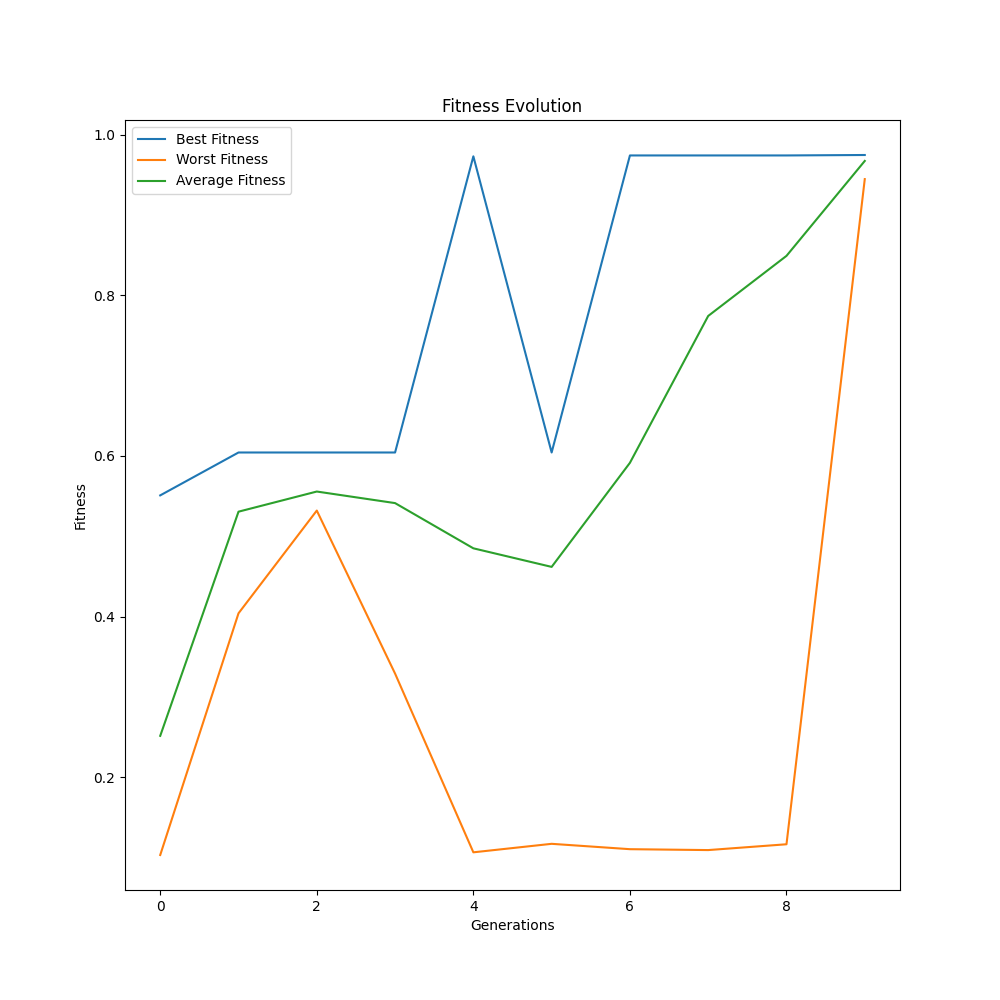 Fitness Evolution
Best Fitness
Worst Fitness
Average Fitness
1.0
0.8
0.6
0.4
0.2
Fitness
0 2 4 6 8
Generations